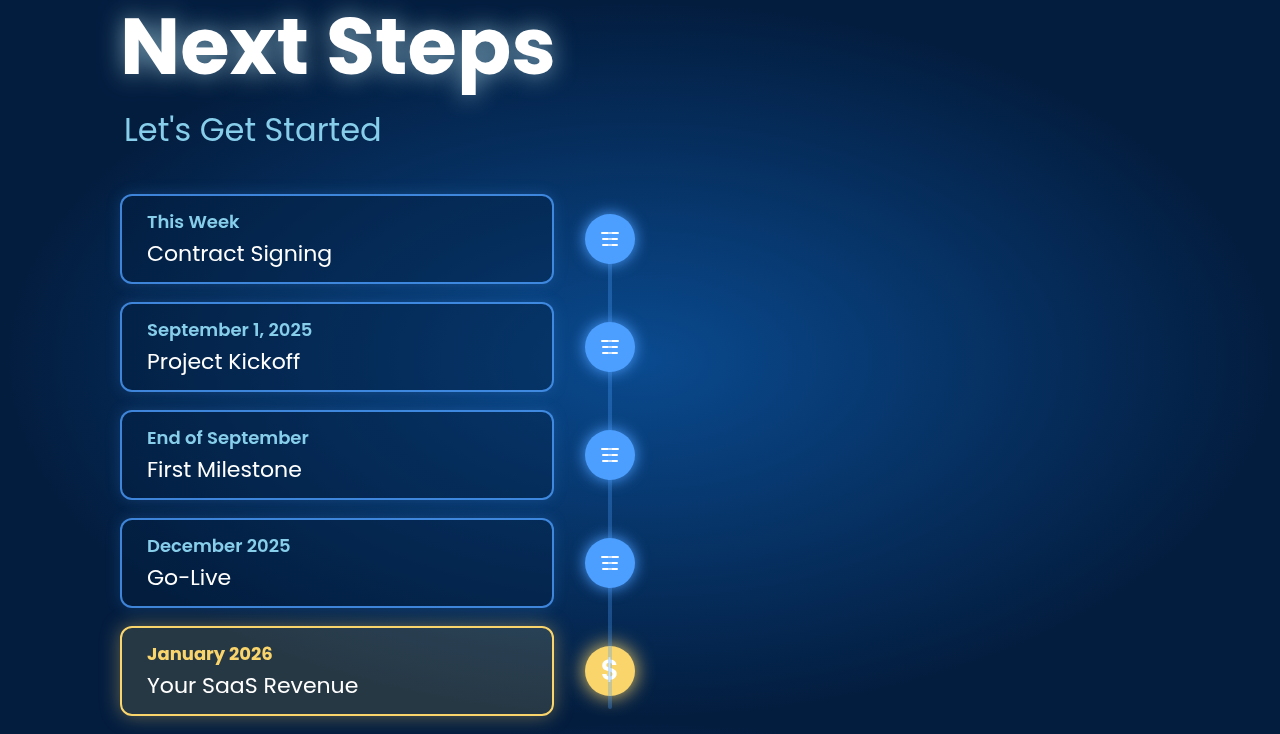 Next Steps
Let's Get Started
This Week
Contract Signing
September 1, 2025
Project Kickoff
End of September
First Milestone
December 2025
Go-Live
January 2026
Your SaaS Revenue
$